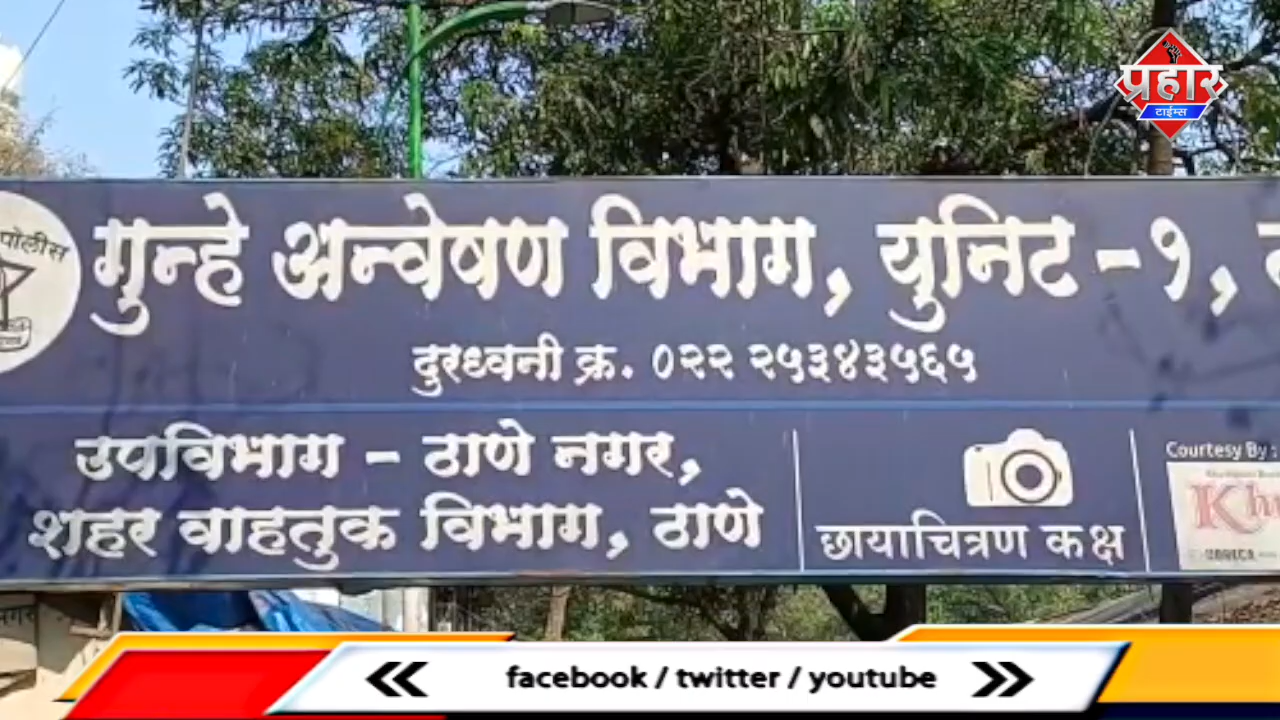 प्रहार
टाईम्स
पोलीस
गुन्हे अन्वेषण विभाग, युनिट -१,
दुरध्वनी क्र. ०२२ २५३४३५६५
उपविभाग - ठाणे नगर,
शहर वाहतुक विभाग, ठाणे
छायाचित्रण कक्ष
Courtesy By :
facebook / twitter / youtube